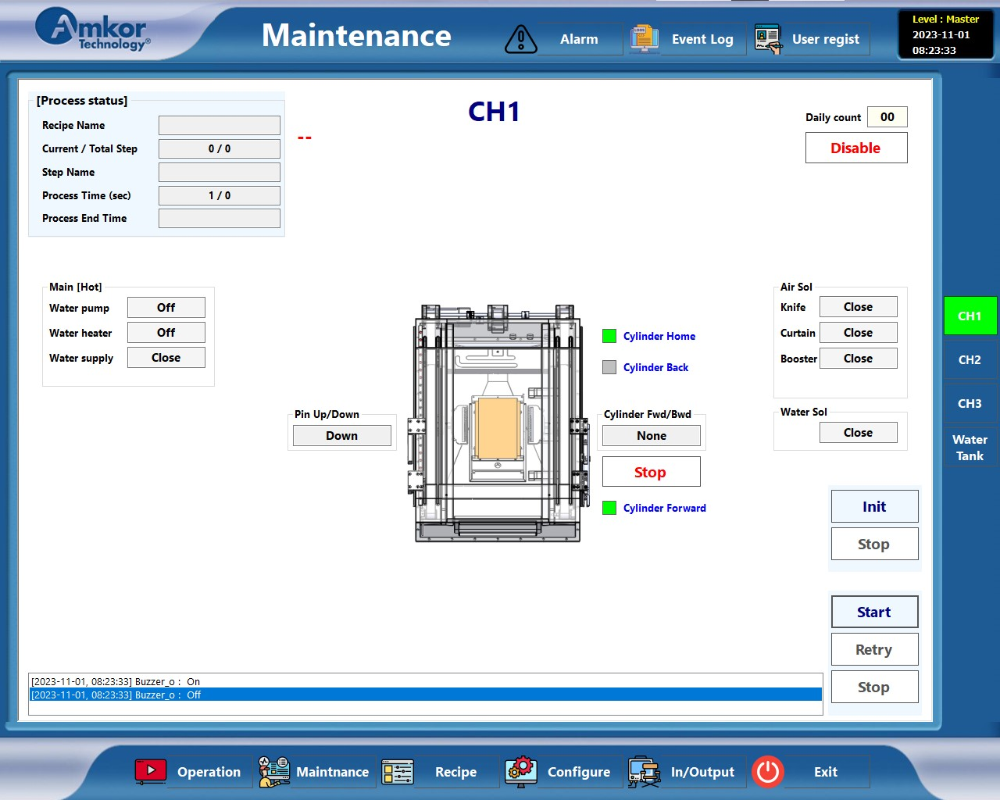 Amkor
Technology®
Maintenance
Alarm
Event Log
User regist
Level : Master
2023-11-01
08:23:33
[Process status]
Recipe Name
Current / Total Step
0 / 0
Step Name
Process Time (sec)
1 / 0
Process End Time
--
CH1
Daily count
00
Disable
Main [Hot]
Water pump
Off
Water heater
Off
Water supply
Close
Pin Up/Down
Down
Cylinder Home
Cylinder Back
Cylinder Fwd/Bwd
None
Stop
Cylinder Forward
Air Sol
Knife
Close
Curtain
Close
Booster
Close
Water Sol
Close
CH1
CH2
CH3
Water
Tank
Init
Stop
Start
Retry
Stop
[2023-11-01, 08:23:33] Buzzer_o :  On
[2023-11-01, 08:23:33] Buzzer_o :  Off
Operation
Maintnance
Recipe
Configure
In/Output
Exit